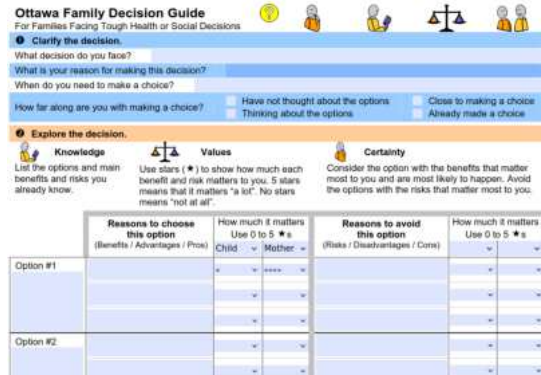 Ottawa Family Decision Guide
For Families Facing Tough Health or Social Decisions
❶ Clarify the decision.
What decision do you face?
What is your reason for making this decision?
When do you need to make a choice?
How far along are you with making a choice?
Have not thought about the options
Close to making a choice
Thinking about the options
Already made a choice
❷ Explore the decision.
Knowledge
List the options and main
benefits and risks you
already know.
Values
Use stars (★) to show how much each
benefit and risk matters to you. 5 stars
means that it matters "a lot". No stars
means "not at all".
Certainty
Consider the option with the benefits that matter
most to you and are most likely to happen. Avoid
the options with the risks that matter most to you.
Reasons to choose
this option
(Benefits / Advantages / Pros)
How much it matters
Use 0 to 5 ★s
Child Mother
Reasons to avoid
this option
(Risks / Disadvantages / Cons)
How much it matters
Use 0 to 5 ★s
Option #1
* ****
Option #2